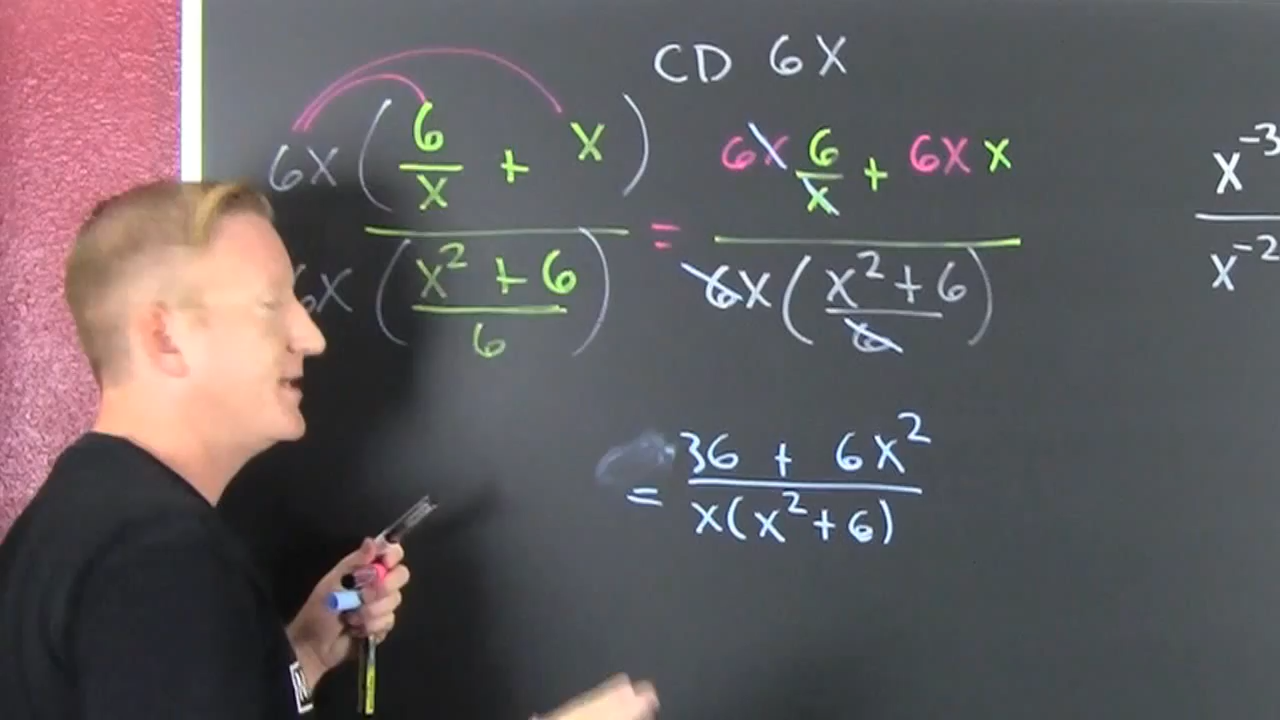 CD 6X
6X ( 6/X + X ) / 6X ( X² + 6 / 6 ) = 6X 6/X + 6X X / 6X ( X² + 6 / 6 )
= 36 + 6X² / X(X² + 6)
X⁻³ / X⁻²